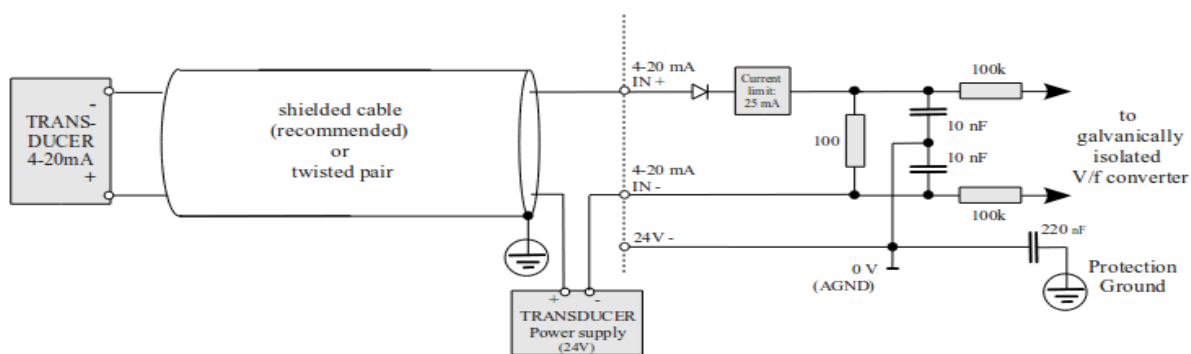 -
TRANS-
DUCER
4-20mA
+
shielded cable
(recommended)
or
twisted pair
4-20 mA
IN +
Current
limit:
25 mA
100k
10 nF
100
10 nF
to
galvanically
isolated
V/f converter
4-20 mA
IN -
100k
24V -
220 nF
0 V
(AGND)
Protection
Ground
+ -
TRANSDUCER
Power supply
(24V)